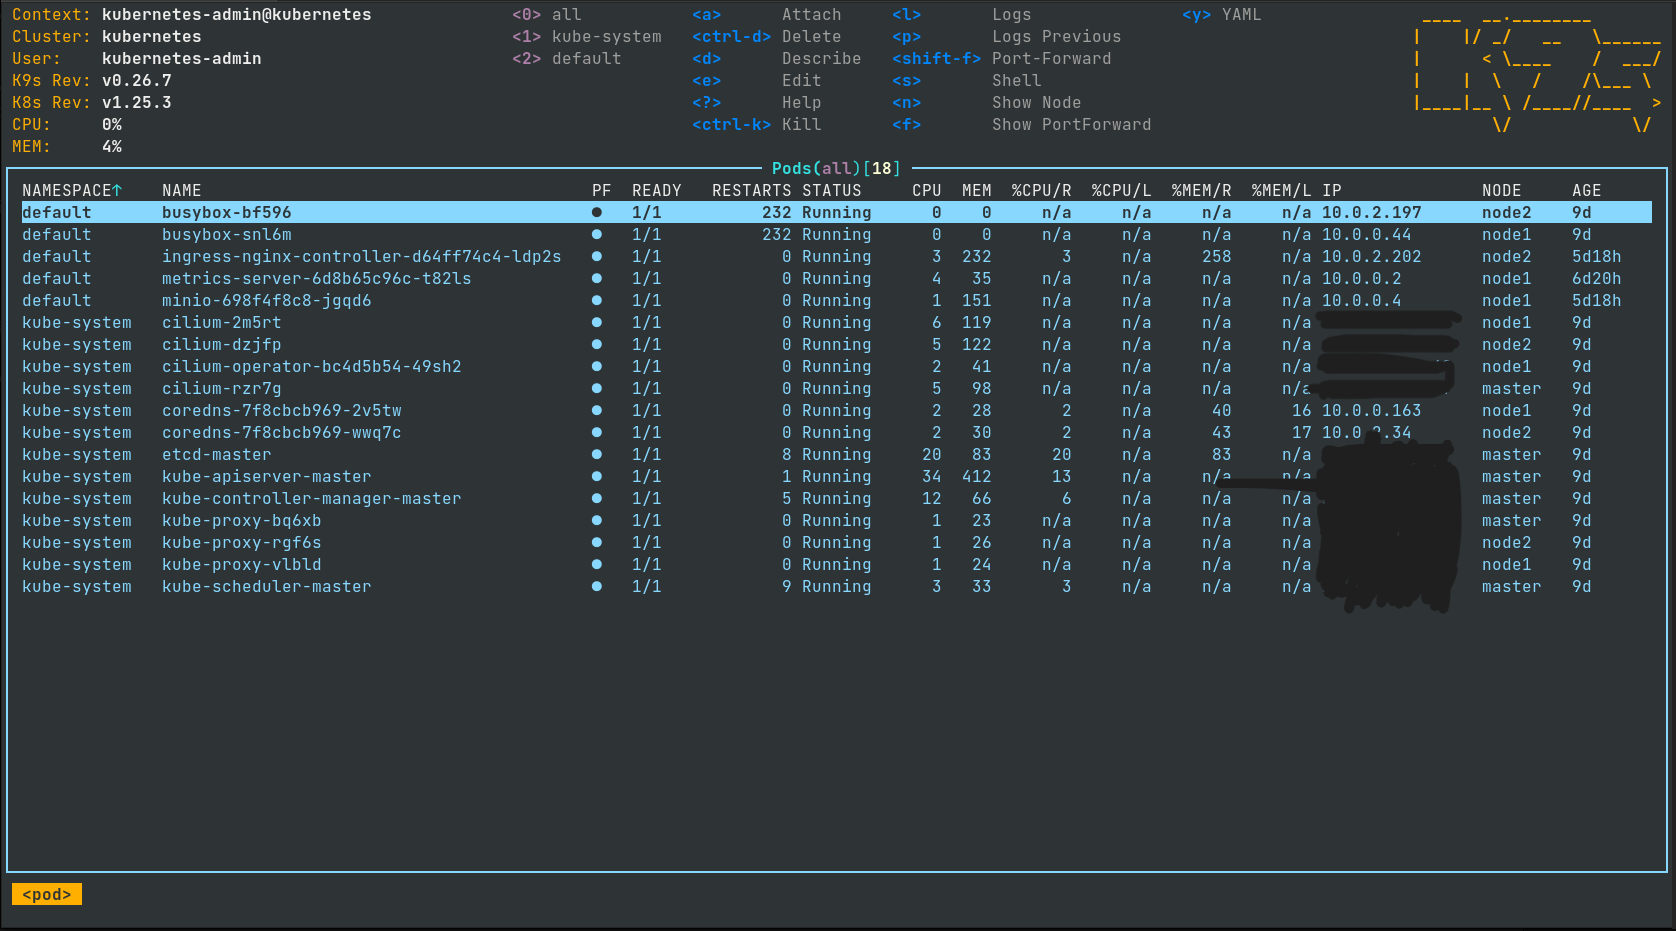 Context: kubernetes-admin@kubernetes <0> all <a> Attach <l> Logs <y> YAML
Cluster: kubernetes <1> kube-system <ctrl-d> Delete <p> Logs Previous
User: kubernetes-admin <2> default <d> Describe <shift-f> Port-Forward
K9s Rev: v0.26.7 <e> Edit <s> Shell
K8s Rev: v1.25.3 <?> Help <n> Show Node
CPU: 0% <ctrl-k> Kill <f> Show PortForward
MEM: 4%
Pods(all)[18]
NAMESPACE↑ NAME PF READY RESTARTS STATUS CPU MEM %CPU/R %CPU/L %MEM/R %MEM/L IP NODE AGE
default busybox-bf596 ● 1/1 232 Running 0 0 n/a n/a n/a n/a 10.0.2.197 node2 9d
default busybox-snl6m ● 1/1 232 Running 0 0 n/a n/a n/a n/a 10.0.0.44 node1 9d
default ingress-nginx-controller-d64ff74c4-ldp2s ● 1/1 0 Running 3 232 3 n/a 258 n/a 10.0.2.202 node2 5d18h
default metrics-server-6d8b65c96c-t82ls ● 1/1 0 Running 4 35 n/a n/a n/a n/a 10.0.0.2 node1 6d20h
default minio-698f4f8c8-jgqd6 ● 1/1 0 Running 1 151 n/a n/a n/a n/a 10.0.0.4 node1 5d18h
kube-system cilium-2m5rt ● 1/1 0 Running 6 119 n/a n/a n/a n/a node1 9d
kube-system cilium-dzjfp ● 1/1 0 Running 5 122 n/a n/a n/a n/a node2 9d
kube-system cilium-operator-bc4d5b54-49sh2 ● 1/1 0 Running 2 41 n/a n/a n/a n/a node1 9d
kube-system cilium-rzr7g ● 1/1 0 Running 5 98 n/a n/a n/a n/a master 9d
kube-system coredns-7f8cbcb969-2v5tw ● 1/1 0 Running 2 28 2 n/a 40 16 10.0.0.163 node1 9d
kube-system coredns-7f8cbcb969-wwq7c ● 1/1 0 Running 2 30 2 n/a 43 17 10.0.2.34 node2 9d
kube-system etcd-master ● 1/1 8 Running 20 83 20 n/a 83 n/a master 9d
kube-system kube-apiserver-master ● 1/1 1 Running 34 412 13 n/a n/a n/a master 9d
kube-system kube-controller-manager-master ● 1/1 5 Running 12 66 6 n/a n/a n/a master 9d
kube-system kube-proxy-bq6xb ● 1/1 0 Running 1 23 n/a n/a n/a n/a master 9d
kube-system kube-proxy-rgf6s ● 1/1 0 Running 1 26 n/a n/a n/a n/a node2 9d
kube-system kube-proxy-vlbld ● 1/1 0 Running 1 24 n/a n/a n/a n/a node1 9d
kube-system kube-scheduler-master ● 1/1 9 Running 3 33 3 n/a n/a n/a master 9d
<pod>